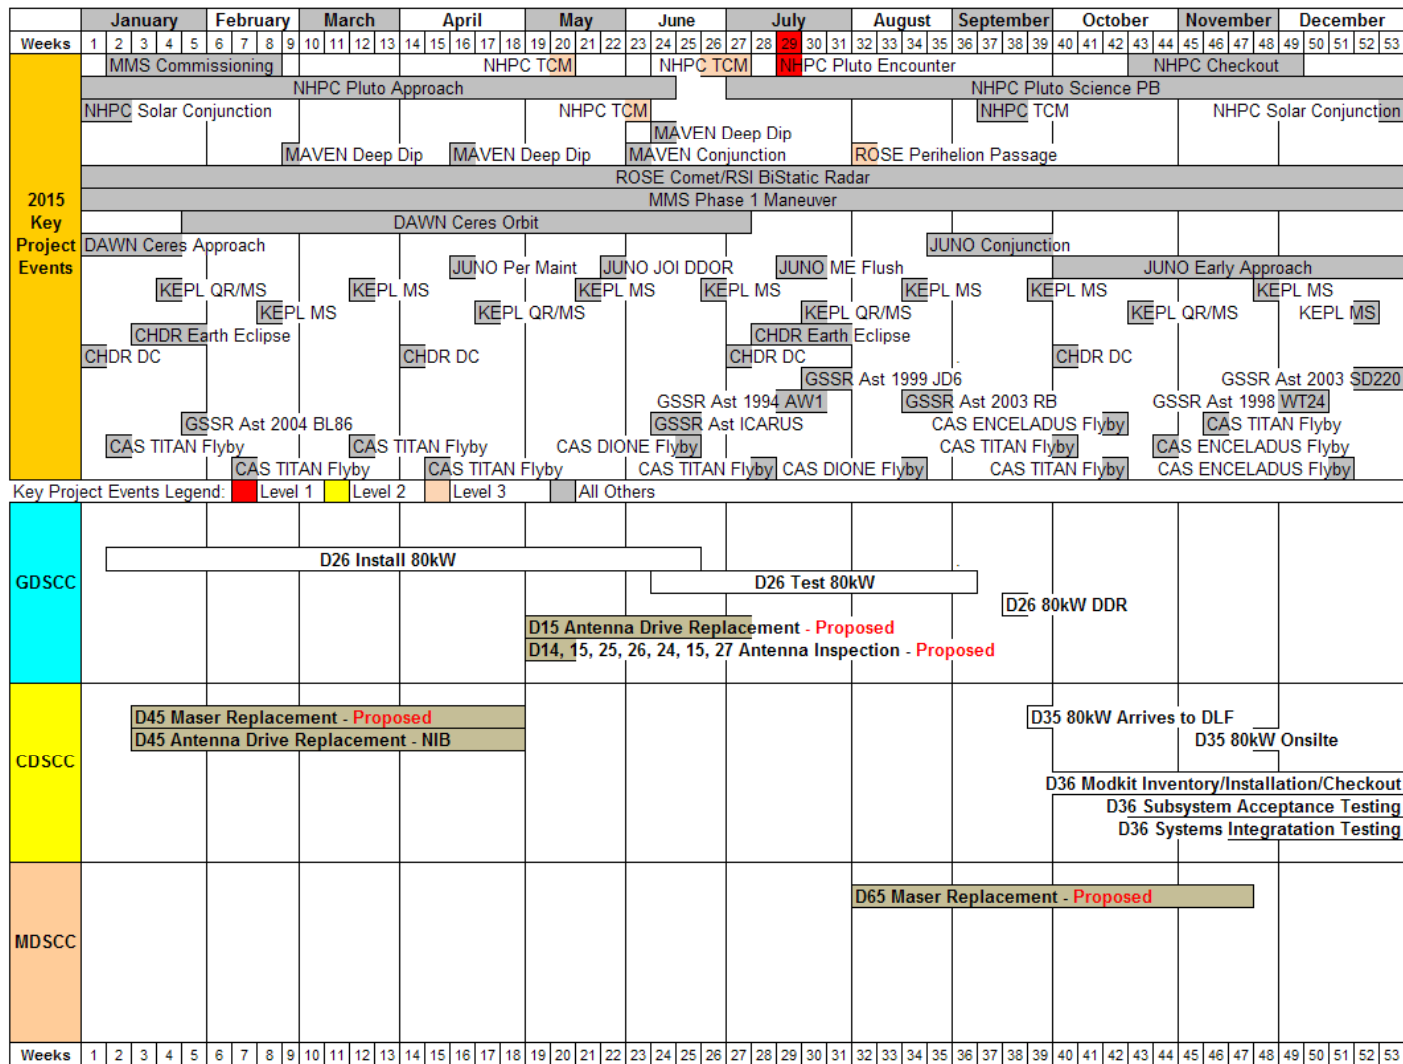 January February March April May June July August September October November December
Weeks 1 2 3 4 5 6 7 8 9 10 11 12 13 14 15 16 17 18 19 20 21 22 23 24 25 26 27 28 29 30 31 32 33 34 35 36 37 38 39 40 41 42 43 44 45 46 47 48 49 50 51 52 53
2015 Key Project Events
MMS Commissioning NHPC TCM NHPC TCM NHPC Pluto Encounter NHPC Checkout
NHPC Pluto Approach NHPC Pluto Science PB
NHPC Solar Conjunction NHPC TCM NHPC TCM NHPC Solar Conjunction
MAVEN Deep Dip
MAVEN Deep Dip MAVEN Deep Dip MAVEN Conjunction ROSE Perihelion Passage
ROSE Comet/RSI BiStatic Radar
MMS Phase 1 Maneuver
DAWN Ceres Orbit
DAWN Ceres Approach JUNO Conjunction
JUNO Per Maint JUNO JOI DDOR JUNO ME Flush JUNO Early Approach
KEPL QR/MS KEPL MS KEPL MS KEPL MS KEPL MS KEPL MS KEPL MS
KEPL MS KEPL QR/MS KEPL QR/MS KEPL QR/MS KEPL MS
CHDR Earth Eclipse CHDR Earth Eclipse
CHDR DC CHDR DC CHDR DC CHDR DC
GSSR Ast 1999 JD6 GSSR Ast 2003 SD220
GSSR Ast 1994 AW1 GSSR Ast 2003 RB GSSR Ast 1998 WT24
GSSR Ast 2004 BL86 GSSR Ast ICARUS CAS ENCELADUS Flyby CAS TITAN Flyby
CAS TITAN Flyby CAS TITAN Flyby CAS DIONE Flyby CAS TITAN Flyby CAS ENCELADUS Flyby
CAS TITAN Flyby CAS TITAN Flyby CAS TITAN Flyby CAS DIONE Flyby CAS TITAN Flyby CAS ENCELADUS Flyby
Key Project Events Legend: Level 1 Level 2 Level 3 All Others
GDSCC
D26 Install 80kW
D26 Test 80kW
D26 80kW DDR
D15 Antenna Drive Replacement - Proposed
D14, 15, 25, 26, 24, 15, 27 Antenna Inspection - Proposed
CDSCC
D45 Maser Replacement - Proposed D35 80kW Arrives to DLF
D45 Antenna Drive Replacement - NIB D35 80kW Onsilte
D36 Modkit Inventory/Installation/Checkout
D36 Subsystem Acceptance Testing
D36 Systems Integratation Testing
MDSCC
D65 Maser Replacement - Proposed
Weeks 1 2 3 4 5 6 7 8 9 10 11 12 13 14 15 16 17 18 19 20 21 22 23 24 25 26 27 28 29 30 31 32 33 34 35 36 37 38 39 40 41 42 43 44 45 46 47 48 49 50 51 52 53